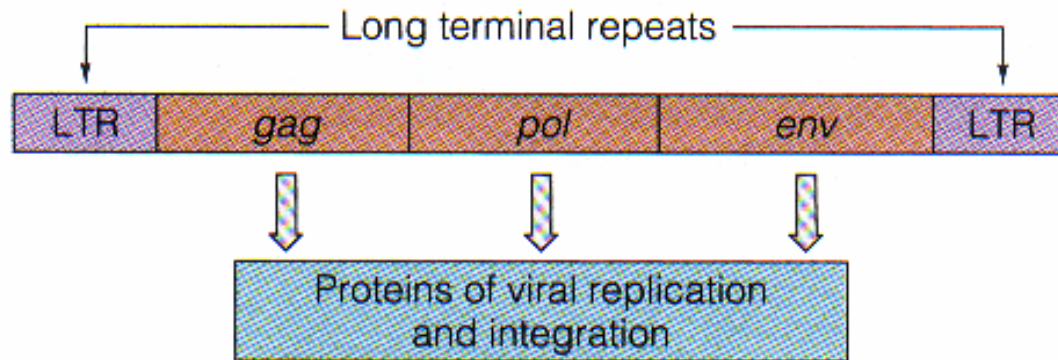 Long terminal repeats
LTR gag pol env LTR
Proteins of viral replication
and integration